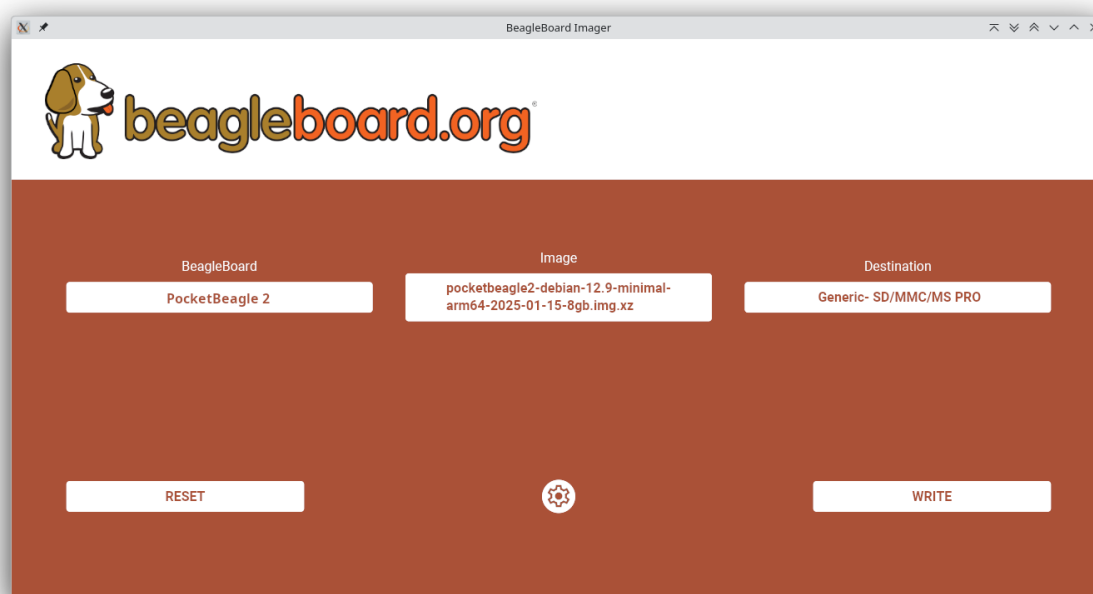 BeagleBoard Imager
beagleboard.org®
BeagleBoard
PocketBeagle 2
Image
pocketbeagle2-debian-12.9-minimal-
arm64-2025-01-15-8gb.img.xz
Destination
Generic- SD/MMC/MS PRO
RESET
WRITE